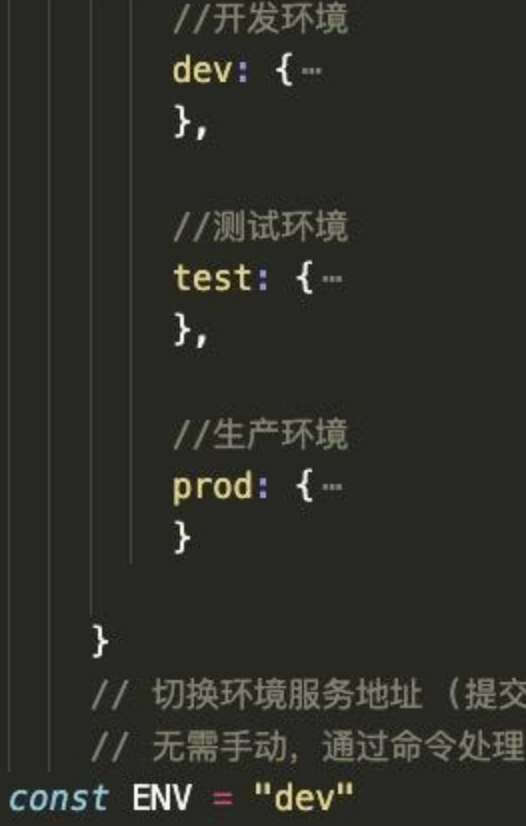 //开发环境
dev: {…
},
//测试环境
test: {…
},
//生产环境
prod: {…
}
}
// 切换环境服务地址 (提交
// 无需手动, 通过命令处理
const ENV = "dev"